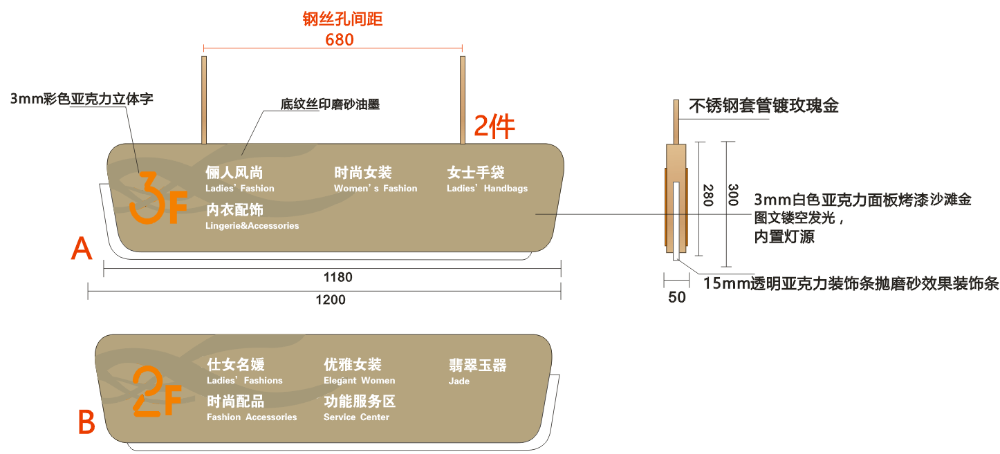 钢丝孔间距
680
3mm彩色亚克力立体字
底纹丝印磨砂油墨
2件
不锈钢套管镀玫瑰金
3F
俪人风尚
Ladies' Fashion
时尚女装
Women's Fashion
女士手袋
Ladies' Handbags
内衣配饰
Lingerie&Accessories
280
300
3mm白色亚克力面板烤漆沙滩金
图文镂空发光，
内置灯源
A
1180
1200
15mm透明亚克力装饰条抛磨砂效果装饰条
50
2F
仕女名媛
Ladies' Fashions
优雅女装
Elegant Women
翡翠玉器
Jade
时尚配品
Fashion Accessories
功能服务区
Service Center
B